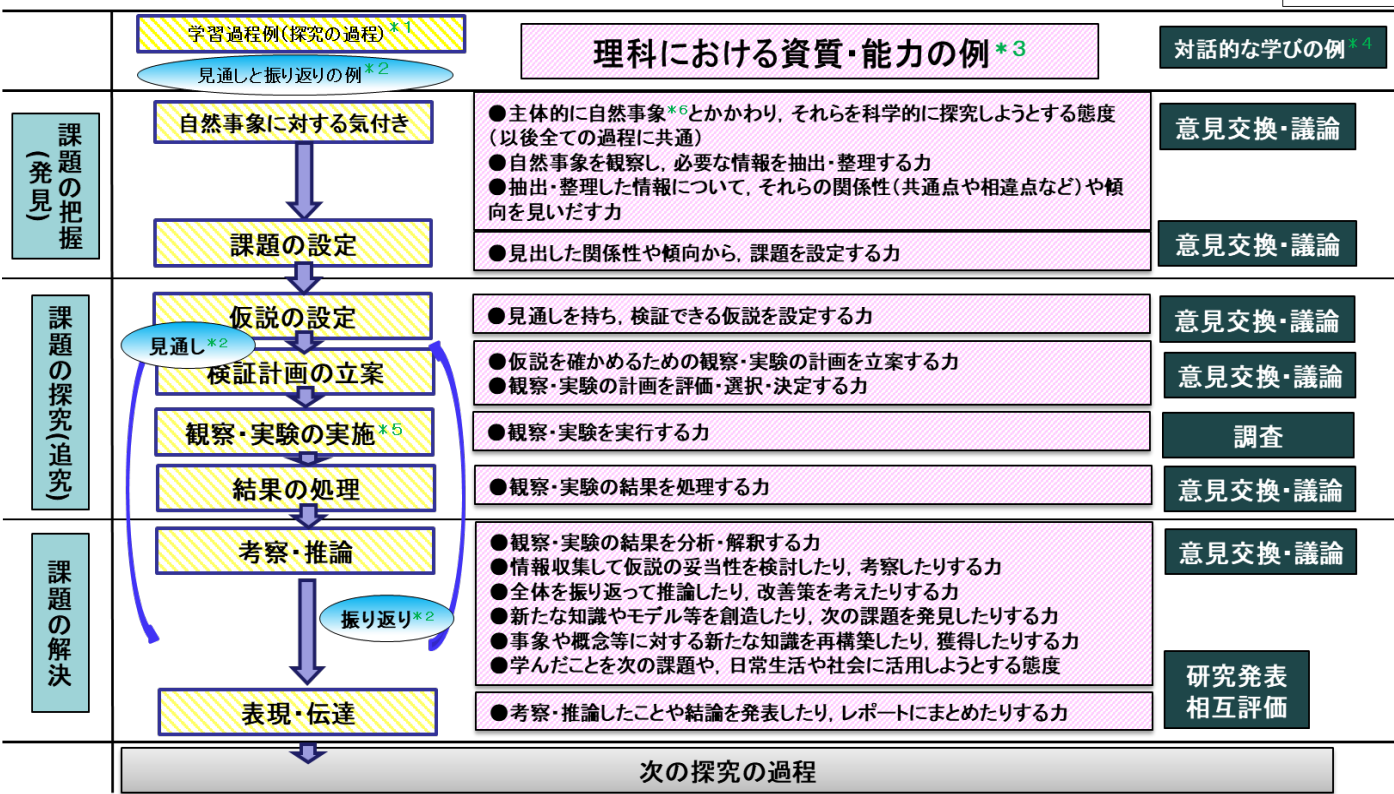 学習過程例(探究の過程)*1
見通しと振り返りの例*2
理科における資質・能力の例*3
対話的な学びの例*4
課題の把握
(発見)
自然事象に対する気付き
●主体的に自然事象*6とかかわり, それらを科学的に探究しようとする態度
(以後全ての過程に共通)
●自然事象を観察し, 必要な情報を抽出・整理する力
●抽出・整理した情報について, それらの関係性(共通点や相違点など)や傾
向を見いだす力
意見交換・議論
課題の設定
●見出した関係性や傾向から, 課題を設定する力
意見交換・議論
課題の探究(追究)
仮説の設定
●見通しを持ち, 検証できる仮説を設定する力
意見交換・議論
見通し*2
検証計画の立案
●仮説を確かめるための観察・実験の計画を立案する力
●観察・実験の計画を評価・選択・決定する力
意見交換・議論
観察・実験の実施*5
●観察・実験を実行する力
調査
結果の処理
●観察・実験の結果を処理する力
意見交換・議論
課題の解決
考察・推論
●観察・実験の結果を分析・解釈する力
●情報収集して仮説の妥当性を検討したり, 考察したりする力
●全体を振り返って推論したり, 改善策を考えたりする力
●新たな知識やモデル等を創造したり, 次の課題を発見したりする力
●事象や概念等に対する新たな知識を再構築したり, 獲得したりする力
●学んだことを次の課題や, 日常生活や社会に活用しようとする態度
意見交換・議論
振り返り*2
表現・伝達
●考察・推論したことや結論を発表したり, レポートにまとめたりする力
研究発表
相互評価
次の探究の過程